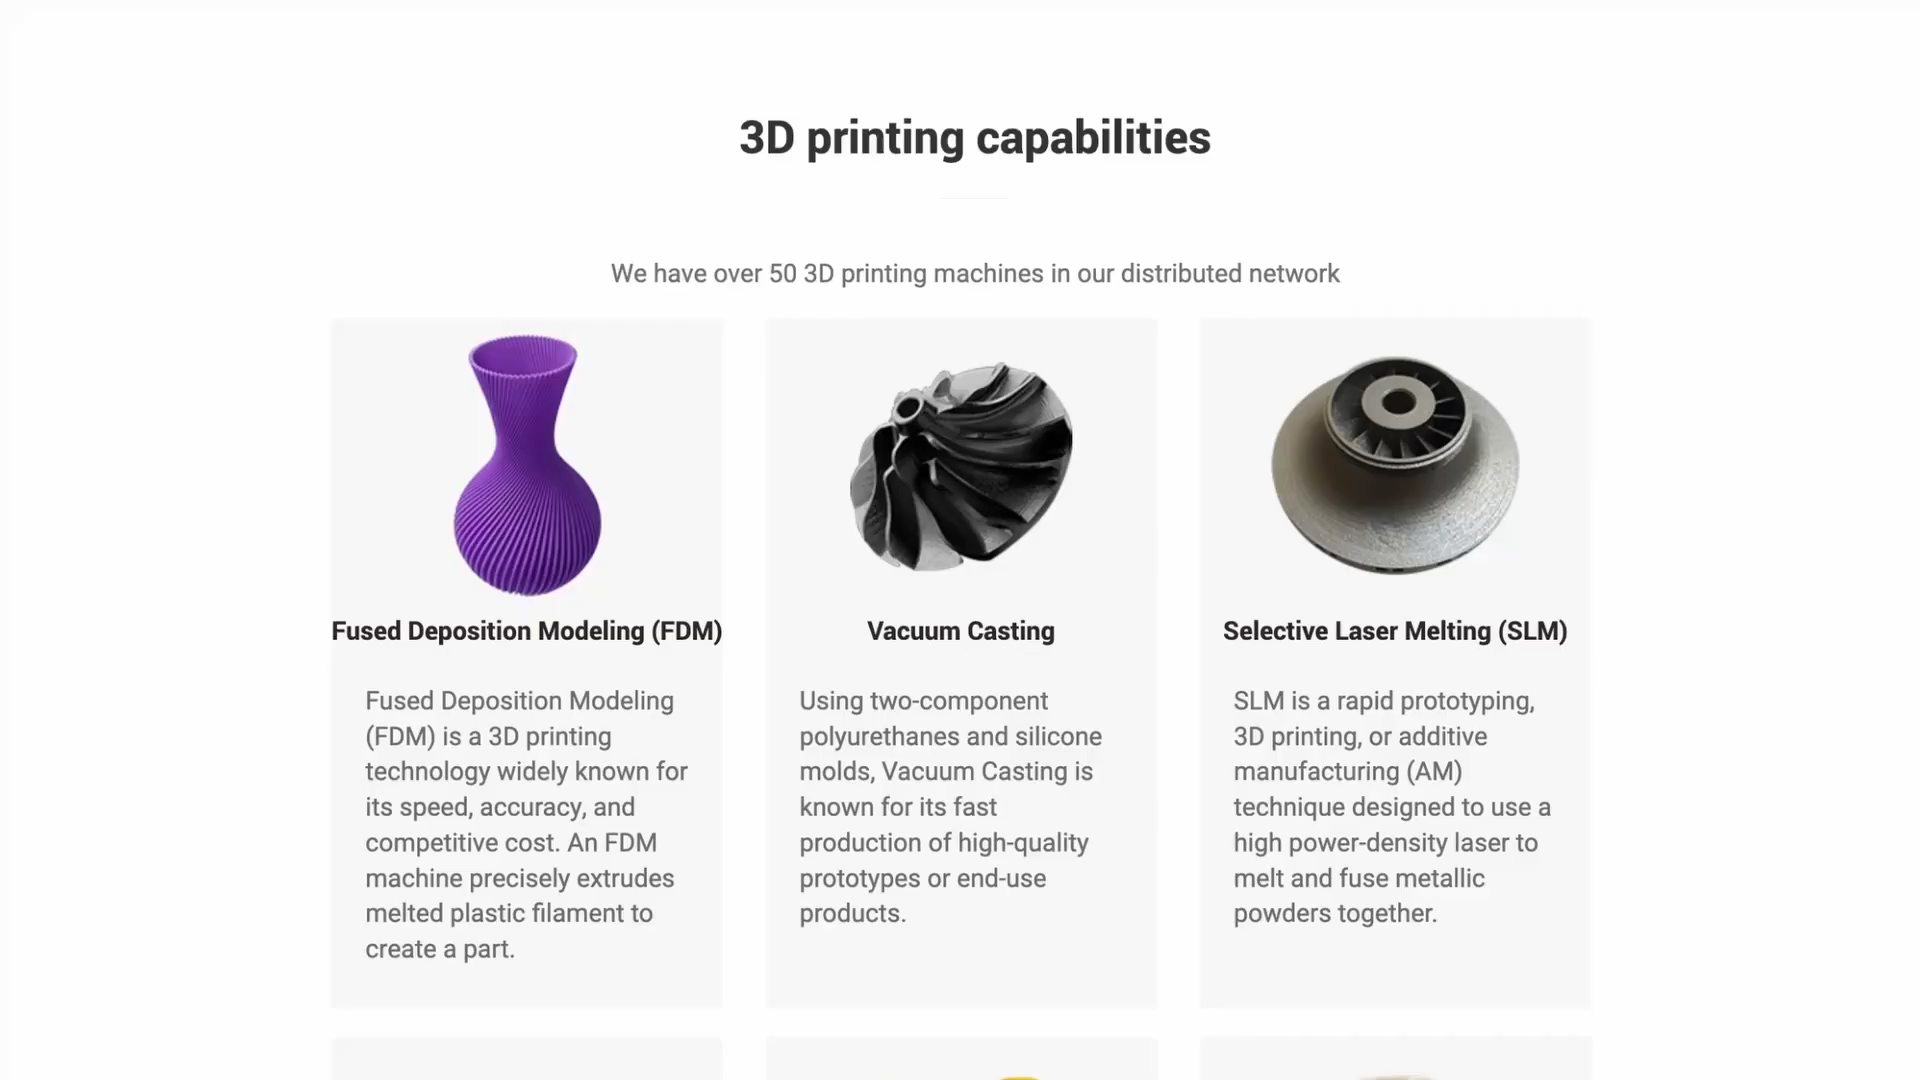 3D printing capabilities
We have over 50 3D printing machines in our distributed network
Fused Deposition Modeling (FDM)
Fused Deposition Modeling
(FDM) is a 3D printing
technology widely known for
its speed, accuracy, and
competitive cost. An FDM
machine precisely extrudes
melted plastic filament to
create a part.
Vacuum Casting
Using two-component
polyurethanes and silicone
molds, Vacuum Casting is
known for its fast
production of high-quality
prototypes or end-use
products.
Selective Laser Melting (SLM)
SLM is a rapid prototyping,
3D printing, or additive
manufacturing (AM)
technique designed to use a
high power-density laser to
melt and fuse metallic
powders together.